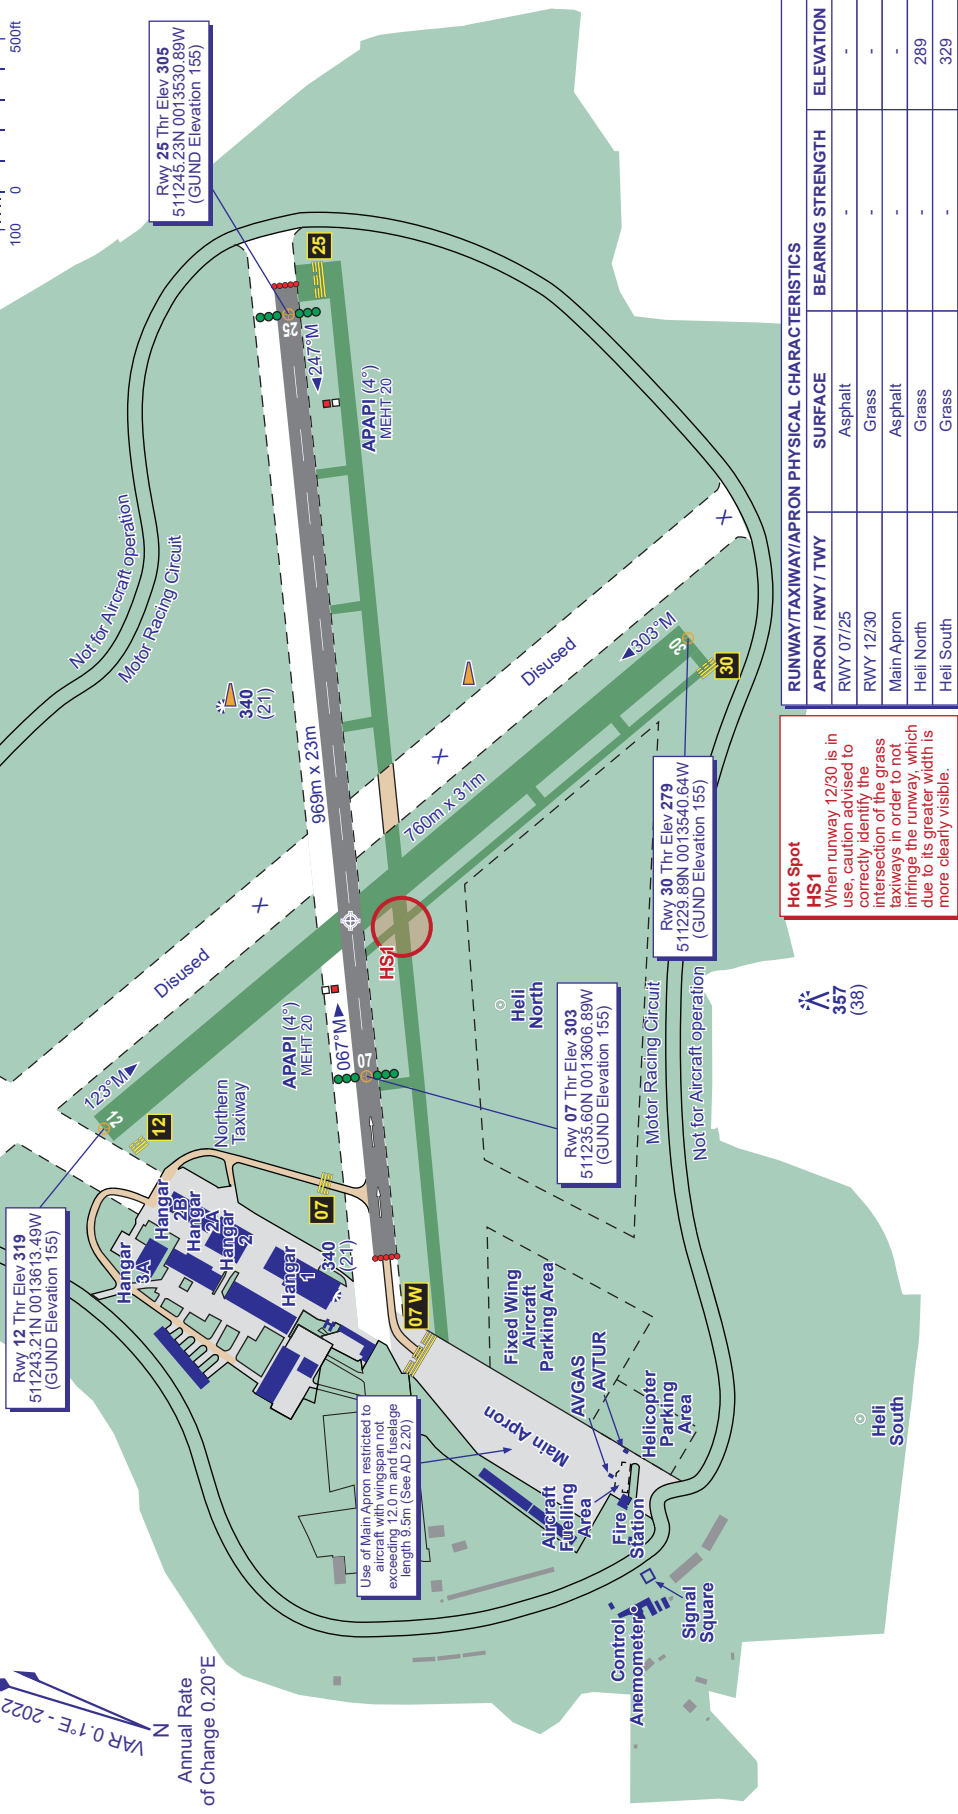 100
0
500ft
Rwy 25 Thr Elev 305
511245.23N 0013530.89W
(GUND Elevation 155)
25
25
◄247°M
APAPI (4°)
MEHT 20
Not for Aircraft operation
Motor Racing Circuit
340
(21)
969m x 23m
Disused
X
X
760m x 31m
◄303°M
30
30
X
Disused
HS1
APAPI (4°)
MEHT 20
067°M►
07
123°M►
12
12
Northern
Taxiway
Rwy 12 Thr Elev 319
511243.21N 0013613.49W
(GUND Elevation 155)
Hangar
3A
Hangar
2B
Hangar
2A
Hangar
2
Hangar
1
340
(21)
H
07
07 W
Rwy 30 Thr Elev 279
511229.89N 0013540.64W
(GUND Elevation 155)
Rwy 07 Thr Elev 303
511235.60N 0013606.89W
(GUND Elevation 155)
Heli
North
Motor Racing Circuit
Not for Aircraft operation
357
(38)
Fixed Wing
Aircraft
Parking Area
AVGAS
AVTUR
Helicopter
Parking
Area
Main Apron
Use of Main Apron restricted to
aircraft with wingspan not
exceeding 12.0 m and fuselage
length 9.5m (See AD 2.20)
Aircraft
Fuelling
Area
Fire
Station
Heli
South
Control
Anemometer
Signal
Square
VAR 0.1°E - 2022
N
Annual Rate
of Change 0.20°E
Hot Spot
HS1
When runway 12/30 is in
use, caution advised to
correctly identify the
intersection of the grass
taxiways in order to not
infringe the runway, which
due to its greater width is
more clearly visible.
RUNWAY/TAXIWAY/APRON PHYSICAL CHARACTERISTICS
APRON / RWY / TWY SURFACE BEARING STRENGTH ELEVATION
RWY 07/25 Asphalt - -
RWY 12/30 Grass - -
Main Apron Asphalt - -
Heli North Grass - 289
Heli South Grass - 329